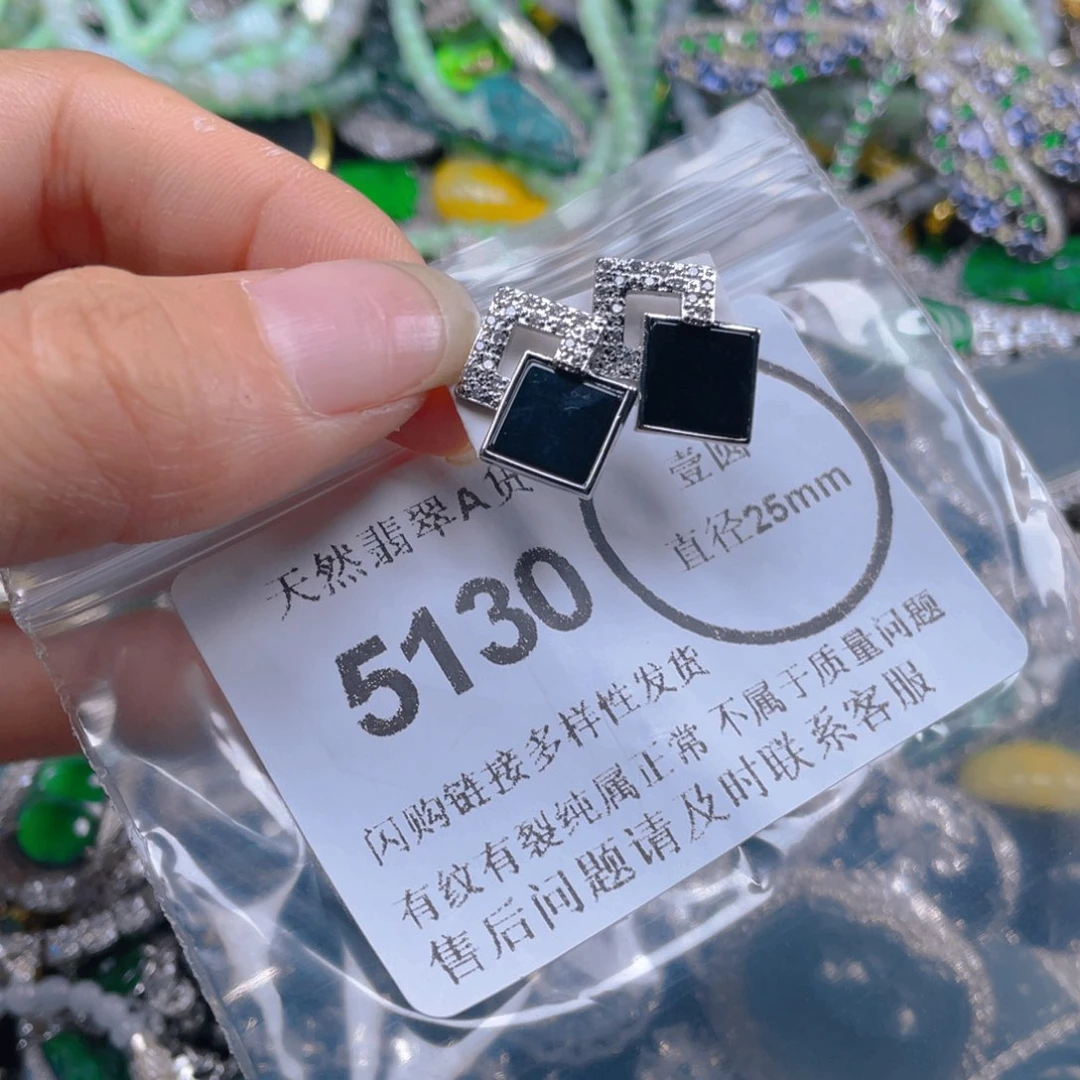 天然翡翠A货
5130
壹圆
直径25mm
闪购链接多样性发货
有纹有裂纯属正常 不属于质量问题
售后问题请及时联系客服